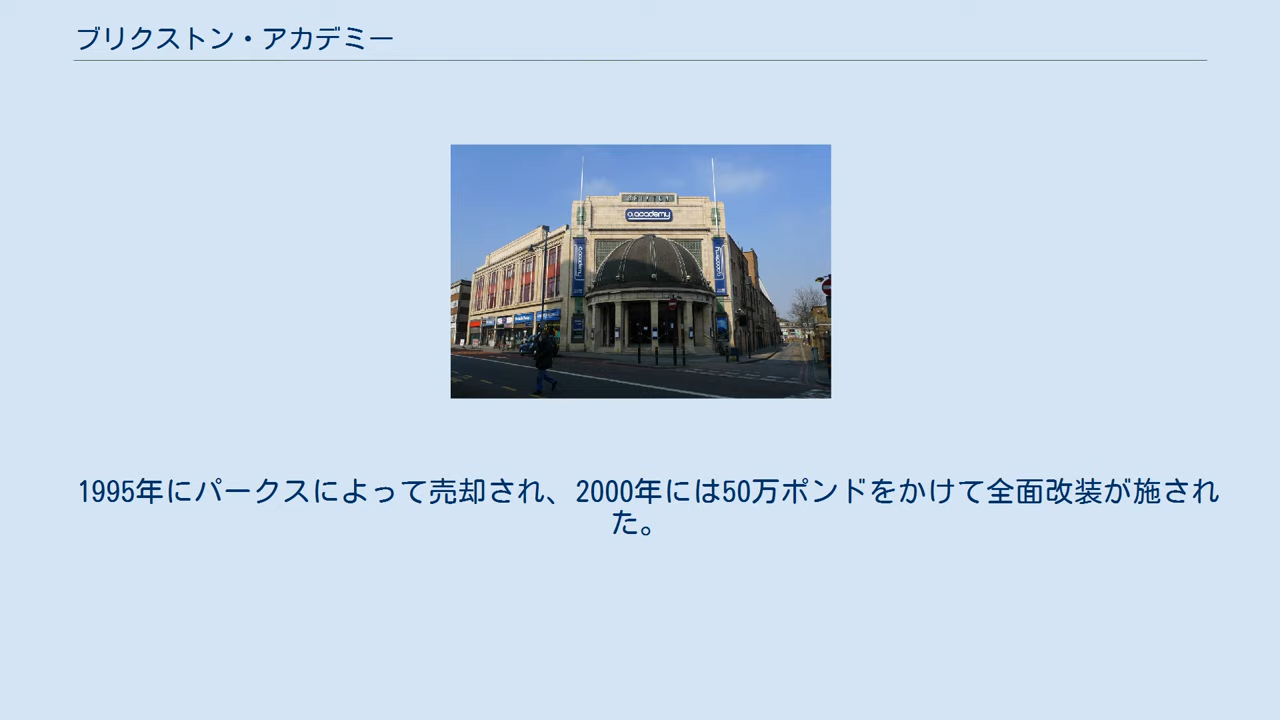 ブリクストン・アカデミー
o2 academy
1995年にパークスによって売却され、2000年には50万ポンドをかけて全面改装が施され
た。